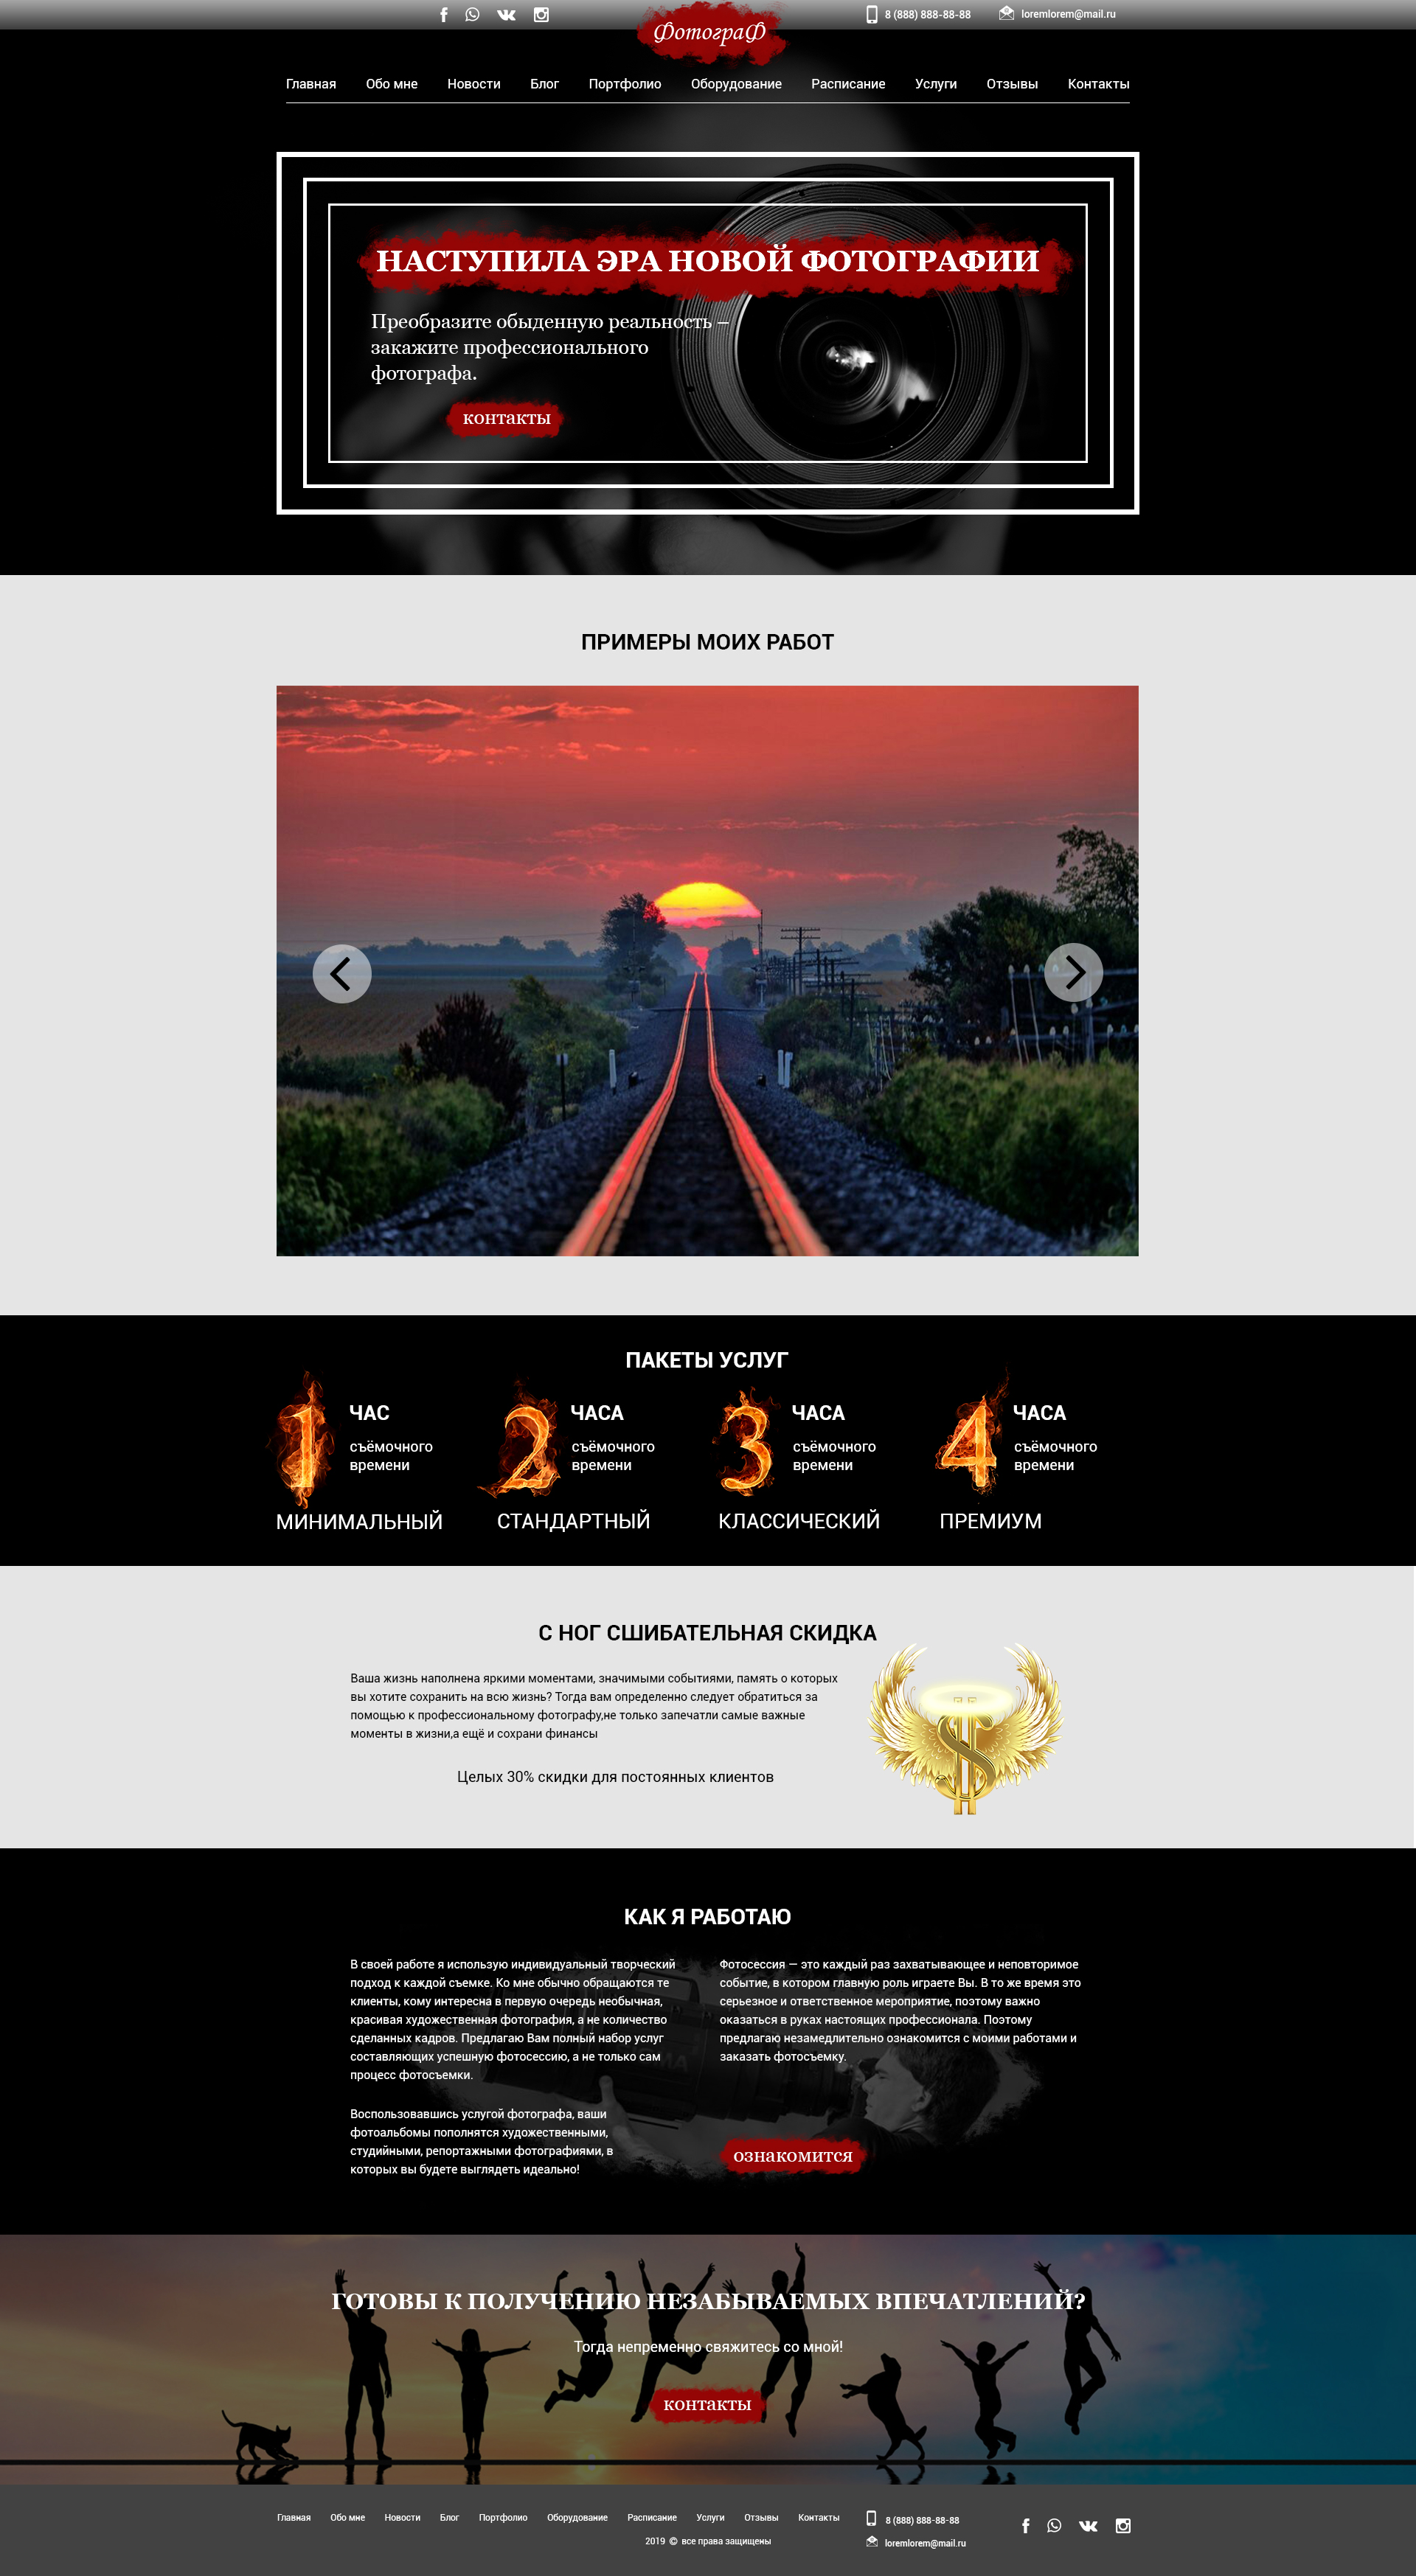 ФотограФ
8 (888) 888-88-88
loremlorem@mail.ru
Главная Обо мне Новости Блог Портфолио Оборудование Расписание Услуги Отзывы Контакты
НАСТУПИЛА ЭРА НОВОЙ ФОТОГРАФИИ
Преобразите обыденную реальность –
закажите профессионального
фотографа.
контакты
ПРИМЕРЫ МОИХ РАБОТ
ПАКЕТЫ УСЛУГ
1 ЧАС
съёмочного
времени
МИНИМАЛЬНЫЙ
2 ЧАСА
съёмочного
времени
СТАНДАРТНЫЙ
3 ЧАСА
съёмочного
времени
КЛАССИЧЕСКИЙ
4 ЧАСА
съёмочного
времени
ПРЕМИУМ
С НОГ СШИБАТЕЛЬНАЯ СКИДКА
Ваша жизнь наполнена яркими моментами, значимыми событиями, память о которых
вы хотите сохранить на всю жизнь? Тогда вам определенно следует обратиться за
помощью к профессиональному фотографу,не только запечатли самые важные
моменты в жизни,а ещё и сохрани финансы
Целых 30% скидки для постоянных клиентов
КАК Я РАБОТАЮ
В своей работе я использую индивидуальный творческий
подход к каждой съемке. Ко мне обычно обращаются те
клиенты, кому интересна в первую очередь необычная,
красивая художественная фотография, а не количество
сделанных кадров. Предлагаю Вам полный набор услуг
составляющих успешную фотосессию, а не только сам
процесс фотосъемки.
Воспользовавшись услугой фотографа, ваши
фотоальбомы пополнятся художественными,
студийными, репортажными фотографиями, в
которых вы будете выглядеть идеально!
Фотосессия — это каждый раз захватывающее и неповторимое
событие, в котором главную роль играете Вы. В то же время это
серьезное и ответственное мероприятие, поэтому важно
оказаться в руках настоящих профессионала. Поэтому
предлагаю незамедлительно ознакомится с моими работами и
заказать фотосъемку.
ознакомится
ГОТОВЫ К ПОЛУЧЕНИЮ НЕЗАБЫВАЕМЫХ ВПЕЧАТЛЕНИЙ?
Тогда непременно свяжитесь со мной!
контакты
Главная Обо мне Новости Блог Портфолио Оборудование Расписание Услуги Отзывы Контакты
2019 © все права защищены
8 (888) 888-88-88
loremlorem@mail.ru